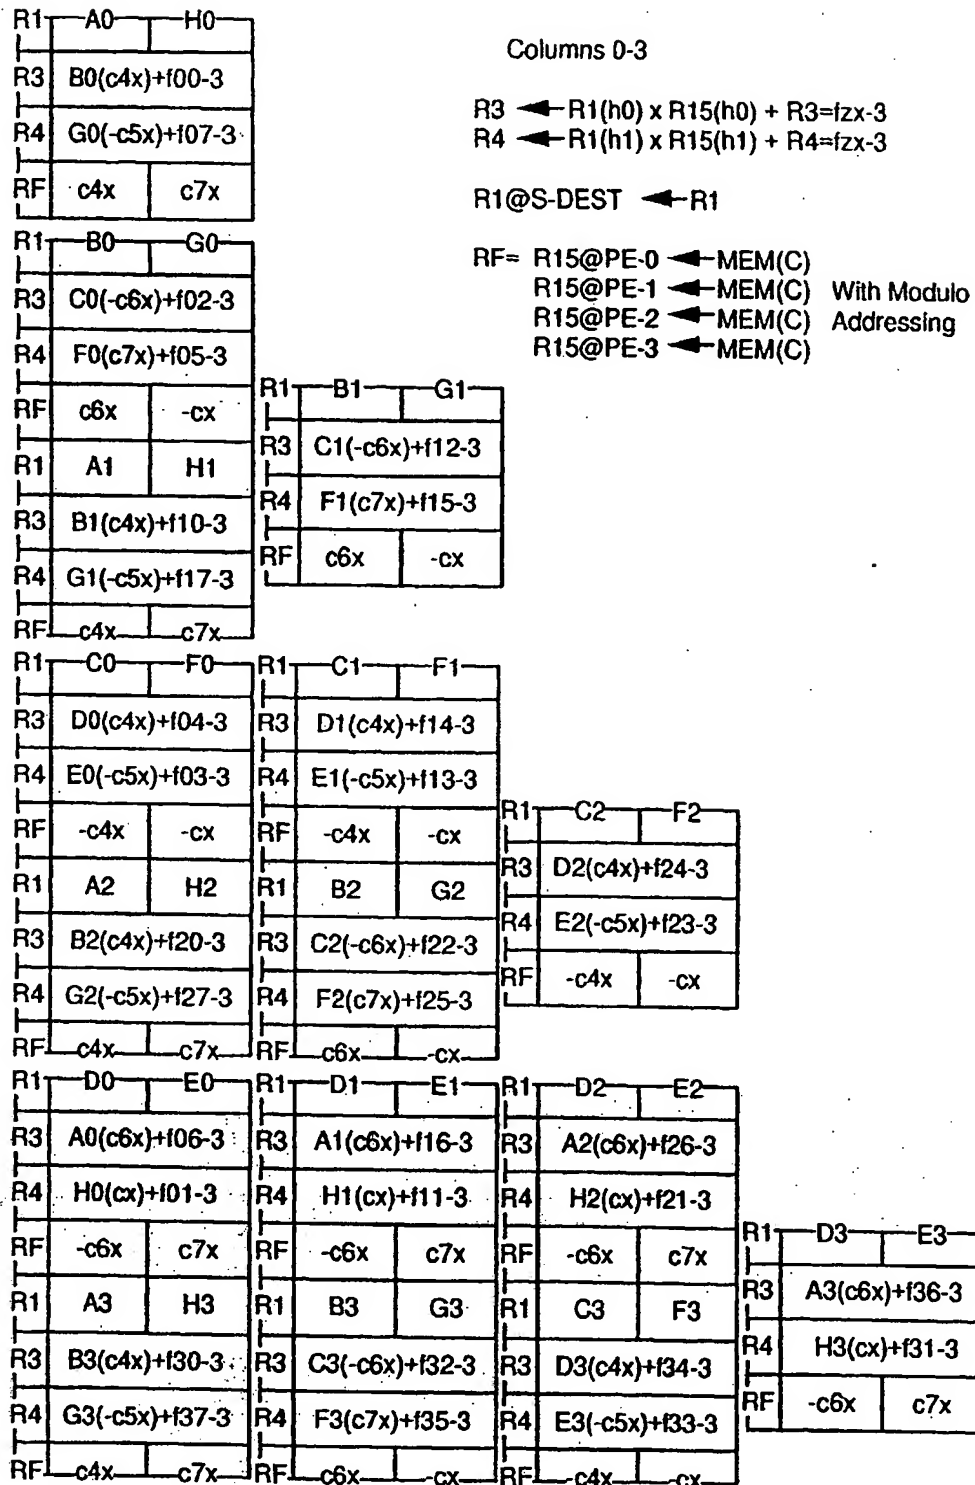 R1 A0 H0
R3 B0(c4x)+f00-3
R4 G0(-c5x)+f07-3
RF c4x c7x
Columns 0-3
R3 ◄ R1(h0) x R15(h0) + R3=fzx-3
R4 ◄ R1(h1) x R15(h1) + R4=fzx-3
R1@S-DEST ◄ R1
RF= R15@PE-0 ◄ MEM(C)
R15@PE-1 ◄ MEM(C) With Modulo
R15@PE-2 ◄ MEM(C) Addressing
R15@PE-3 ◄ MEM(C)
R1 B0 G0
R3 C0(-c6x)+f02-3
R4 F0(c7x)+f05-3
RF c6x -cx
R1 A1 H1
R3 B1(c4x)+f10-3
R4 G1(-c5x)+f17-3
RF c4x c7x
R1 B1 G1
R3 C1(-c6x)+f12-3
R4 F1(c7x)+f15-3
RF c6x -cx
R1 C0 F0
R3 D0(c4x)+f04-3
R4 E0(-c5x)+f03-3
RF -c4x -cx
R1 A2 H2
R3 B2(c4x)+f20-3
R4 G2(-c5x)+f27-3
RF c4x c7x
R1 C1 F1
R3 D1(c4x)+f14-3
R4 E1(-c5x)+f13-3
RF -c4x -cx
R1 B2 G2
R3 C2(-c6x)+f22-3
R4 F2(c7x)+f25-3
RF c6x -cx
R1 C2 F2
R3 D2(c4x)+f24-3
R4 E2(-c5x)+f23-3
RF -c4x -cx
R1 D0 E0
R3 A0(c6x)+f06-3
R4 H0(cx)+f01-3
RF -c6x c7x
R1 A3 H3
R3 B3(c4x)+f30-3
R4 G3(-c5x)+f37-3
RF c4x c7x
R1 D1 E1
R3 A1(c6x)+f16-3
R4 H1(cx)+f11-3
RF -c6x c7x
R1 B3 G3
R3 C3(-c6x)+f32-3
R4 F3(c7x)+f35-3
RF c6x -cx
R1 D2 E2
R3 A2(c6x)+f26-3
R4 H2(cx)+f21-3
RF -c6x c7x
R1 C3 F3
R3 D3(c4x)+f34-3
R4 E3(-c5x)+f33-3
RF -c4x -cx
R1 D3 E3
R3 A3(c6x)+f36-3
R4 H3(cx)+f31-3
RF -c6x c7x